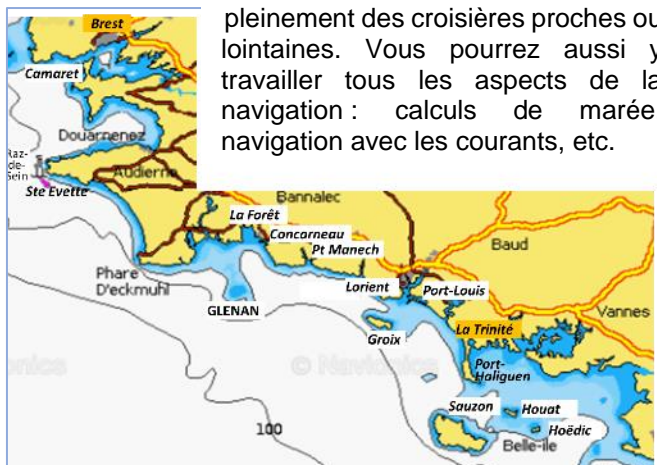 pleinement des croisières proches ou
lointaines. Vous pourrez aussi y
travailler tous les aspects de la
navigation : calculs de marée
navigation avec les courants, etc.
Brest
Camaret
Douarnenez
Raz-
de-
Sein
Audierne
Ste Evette
Bannalec
La Forêt
Concarneau
Baud
Pt Manech
Phare
D'eckmuhl
Lorient
Port-Louis
GLENAN
Vannes
La Trinité
Groix
© Navionics
Port-
Haliguen
Sauzon
Houat
Hoëdic
100
Belle-ile